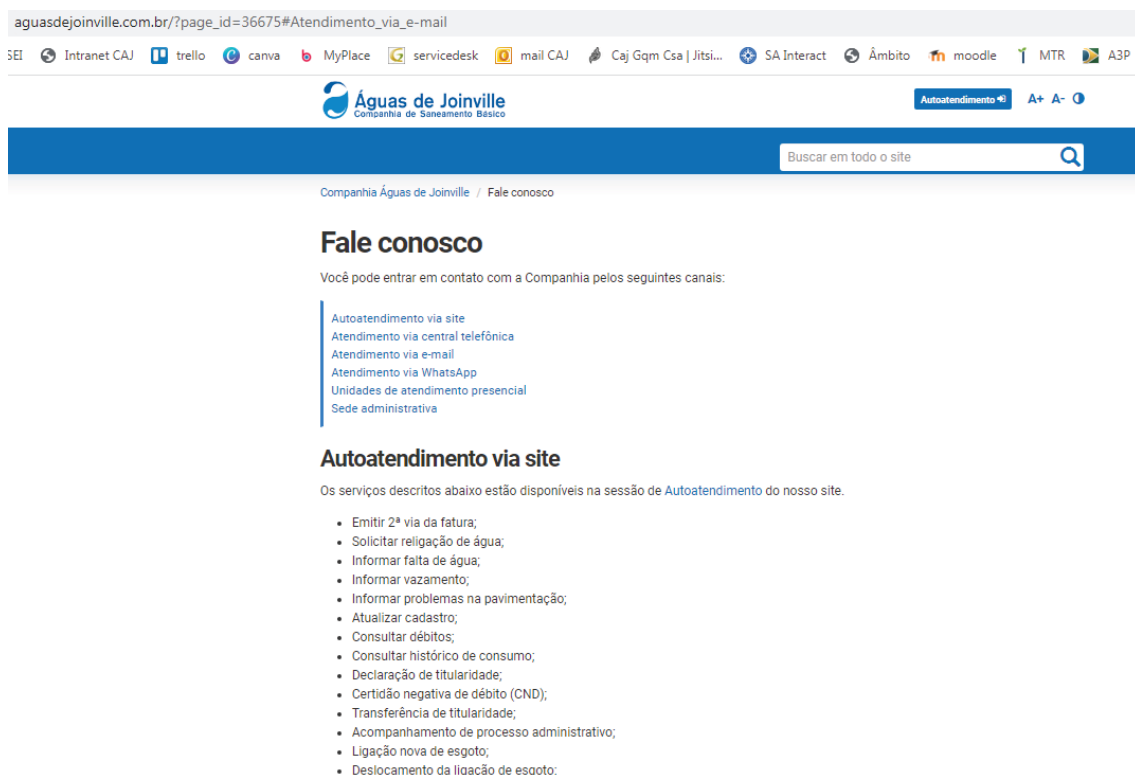 aguasdejoinville.com.br/?page_id=36675#Atendimento_via_e-mail
SEI Intranet CAJ trello canva MyPlace servicedesk mail CAJ Caj Gqm Csa | Jitsi... SA Interact Âmbito moodle MTR A3P
Águas de Joinville
Companhia de Saneamento Básico
Autoatendimento A+ A-
Buscar em todo o site
Companhia Águas de Joinville / Fale conosco
Fale conosco
Você pode entrar em contato com a Companhia pelos seguintes canais:
Autoatendimento via site
Atendimento via central telefônica
Atendimento via e-mail
Atendimento via WhatsApp
Unidades de atendimento presencial
Sede administrativa
Autoatendimento via site
Os serviços descritos abaixo estão disponíveis na sessão de Autoatendimento do nosso site.
• Emitir 2ª via da fatura;
• Solicitar religação de água;
• Informar falta de água;
• Informar vazamento;
• Informar problemas na pavimentação;
• Atualizar cadastro;
• Consultar débitos;
• Consultar histórico de consumo;
• Declaração de titularidade;
• Certidão negativa de débito (CND);
• Transferência de titularidade;
• Acompanhamento de processo administrativo;
• Ligação nova de esgoto;
• Deslocamento da ligação de esgoto;